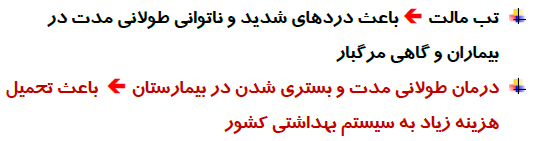 تب مالت ← باعث دردهای شدید و ناتوانی طولانی مدت در
بیماران و گاهی مرگبار
درمان طولانی مدت و بستری شدن در بیمارستان ← باعث تحمیل
هزینه زیاد به سیستم بهداشتی کشور